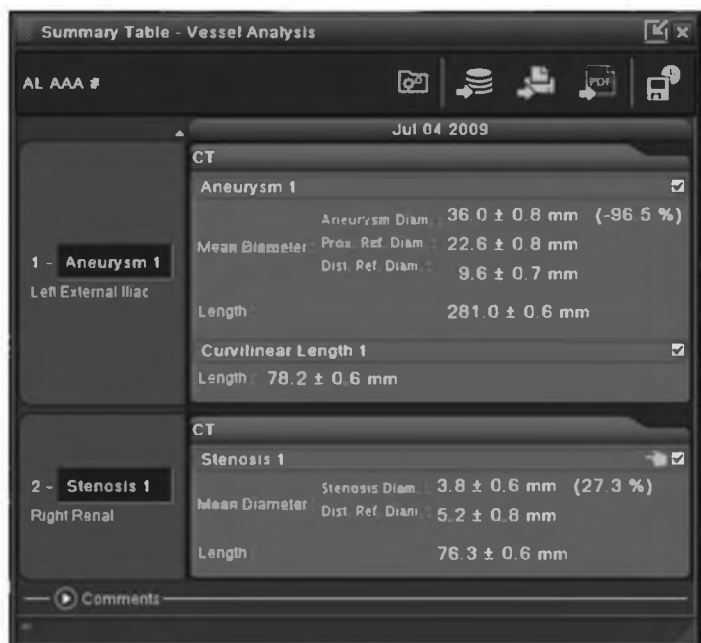 Summary Table - Vessel Analysis
AL AAA #
PDF
Jul 04 2009
1 - Aneurysm 1
Left External Iliac
CT
Aneurysm 1
Mean Diameter :
Aneurysm Diam. : 36.0 ± 0.8 mm (-96.5 %)
Prox. Ref. Diam. : 22.6 ± 0.8 mm
Dist. Ref. Diam. : 9.6 ± 0.7 mm
Length : 281.0 ± 0.6 mm
Curvilinear Length 1
Length : 78.2 ± 0.6 mm
2 - Stenosis 1
Right Renal
CT
Stenosis 1
Mean Diameter :
Stenosis Diam. : 3.8 ± 0.6 mm (27.3 %)
Dist. Ref. Diam. : 5.2 ± 0.8 mm
Length : 76.3 ± 0.6 mm
Comments